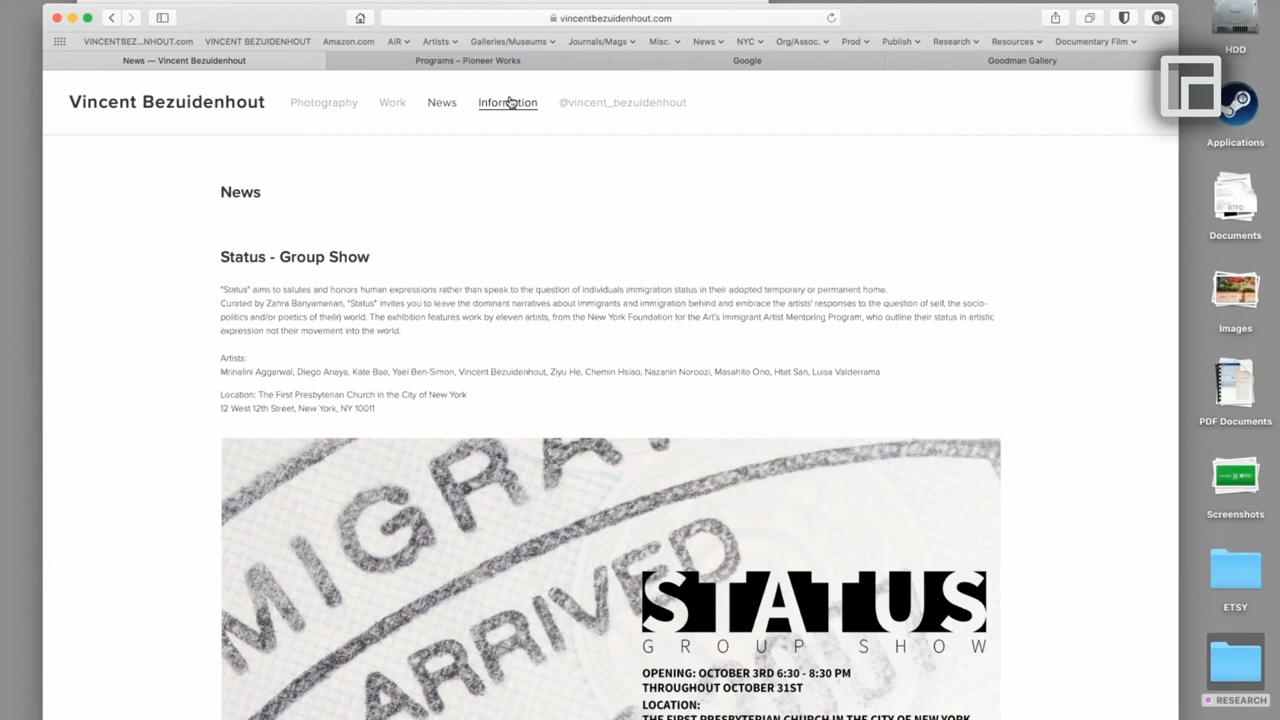 vincentbezuidenhout.com
VINCENTBEZ...NHOUT.com VINCENT BEZUIDENHOUT Amazon.com AIR Artists Galleries/Museums Journals/Mags Misc. News NYC Org/Assoc. Prod Publish Research Resources Documentary Film
News — Vincent Bezuidenhout Programs – Pioneer Works Google Goodman Gallery
Vincent Bezuidenhout Photography Work News Information @vincent_bezuidenhout
News
Status - Group Show
"Status" aims to salutes and honors human expressions rather than speak to the question of individuals immigration status in their adopted temporary or permanent home.
Curated by Zahra Banyamerian, "Status" invites you to leave the dominant narratives about immigrants and immigration behind and embrace the artists' responses to the question of self, the socio-
politics and/or poetics of the(ir) world. The exhibition features work by eleven artists, from the New York Foundation for the Art's Immigrant Artist Mentoring Program, who outline their status in artistic
expression not their movement into the world.
Artists:
Mrinalini Aggarwal, Diego Anaya, Kate Bae, Yael Ben-Simon, Vincent Bezuidenhout, Ziyu He, Chemin Hsiao, Nazanin Noroozi, Masahito Ono, Htet San, Luisa Valderrama
Location: The First Presbyterian Church in the City of New York
12 West 12th Street, New York, NY 10011
MIGRA
ARRIVED
STATUS
GROUP SHOW
OPENING: OCTOBER 3RD 6:30 - 8:30 PM
THROUGHOUT OCTOBER 31ST
LOCATION:
THE FIRST PRESBYTERIAN CHURCH IN THE CITY OF NEW YORK
HDD
Applications
RTFD
Documents
Images
PDF Documents
Screenshots
ETSY
RESEARCH